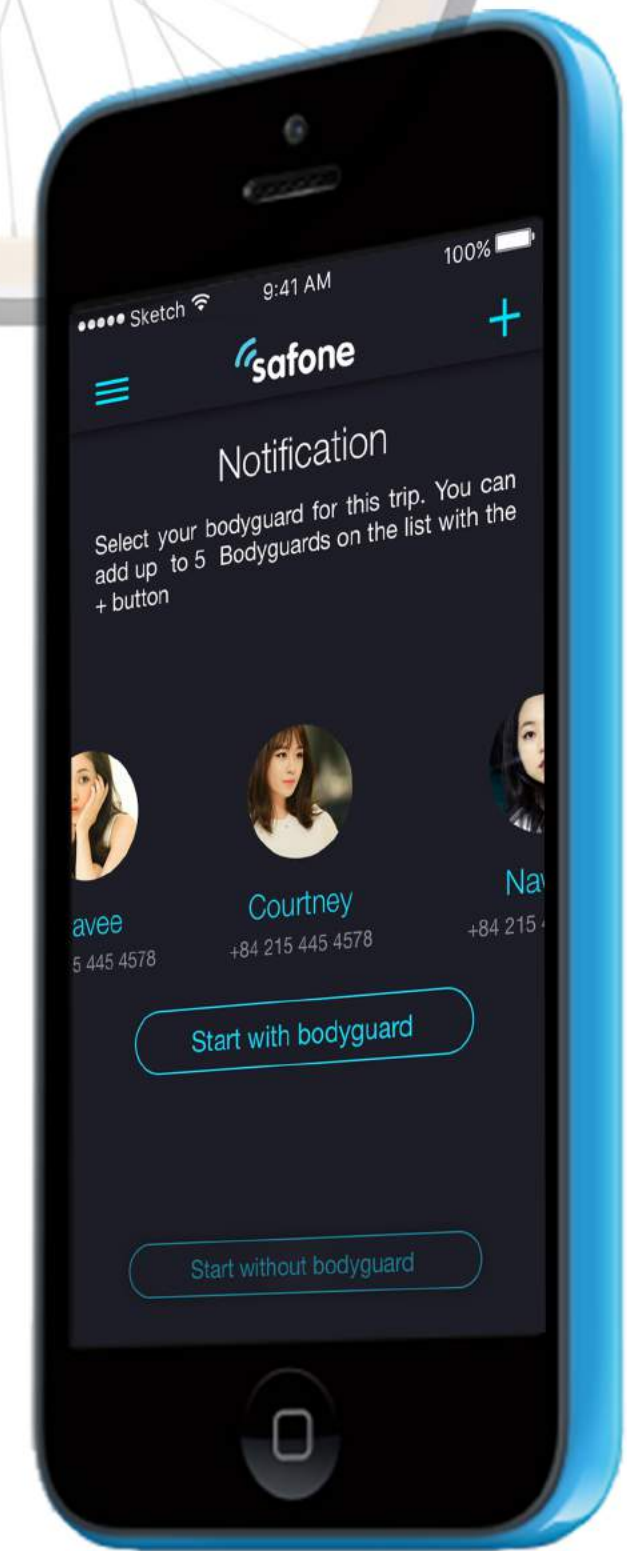 Sketch 9:41 AM 100%
safone
Notification
Select your bodyguard for this trip. You can
add up to 5 Bodyguards on the list with the
+ button
avee Courtney Nav
5 445 4578 +84 215 445 4578 +84 215 4
Start with bodyguard
Start without bodyguard